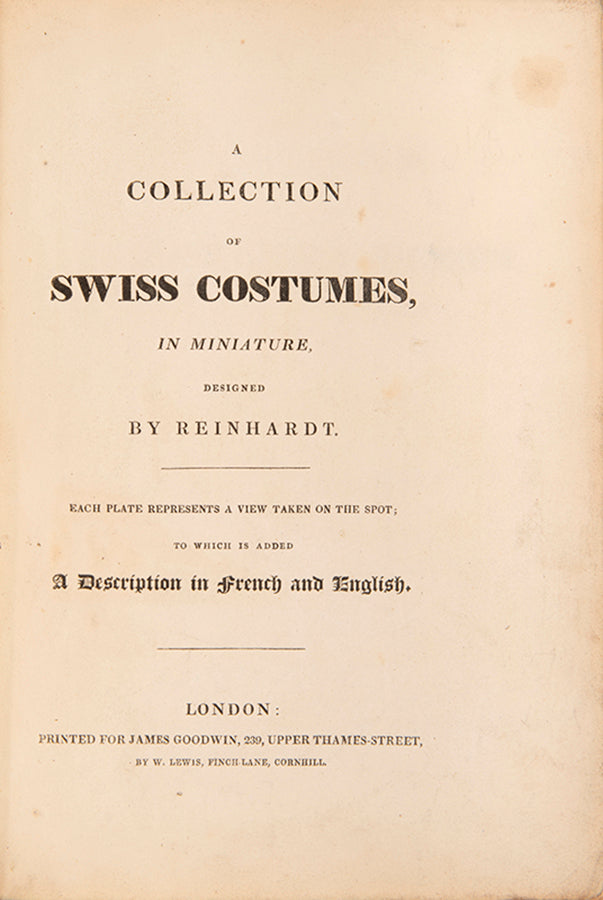 A
COLLECTION
OF
SWISS COSTUMES,
IN MINIATURE,
DESIGNED
BY REINHARDT.
EACH PLATE REPRESENTS A VIEW TAKEN ON THE SPOT;
TO WHICH IS ADDED
A Description in French and English.
LONDON:
PRINTED FOR JAMES GOODWIN, 239, UPPER THAMES-STREET,
BY W. LEWIS, FINCH-LANE, CORNHILL.